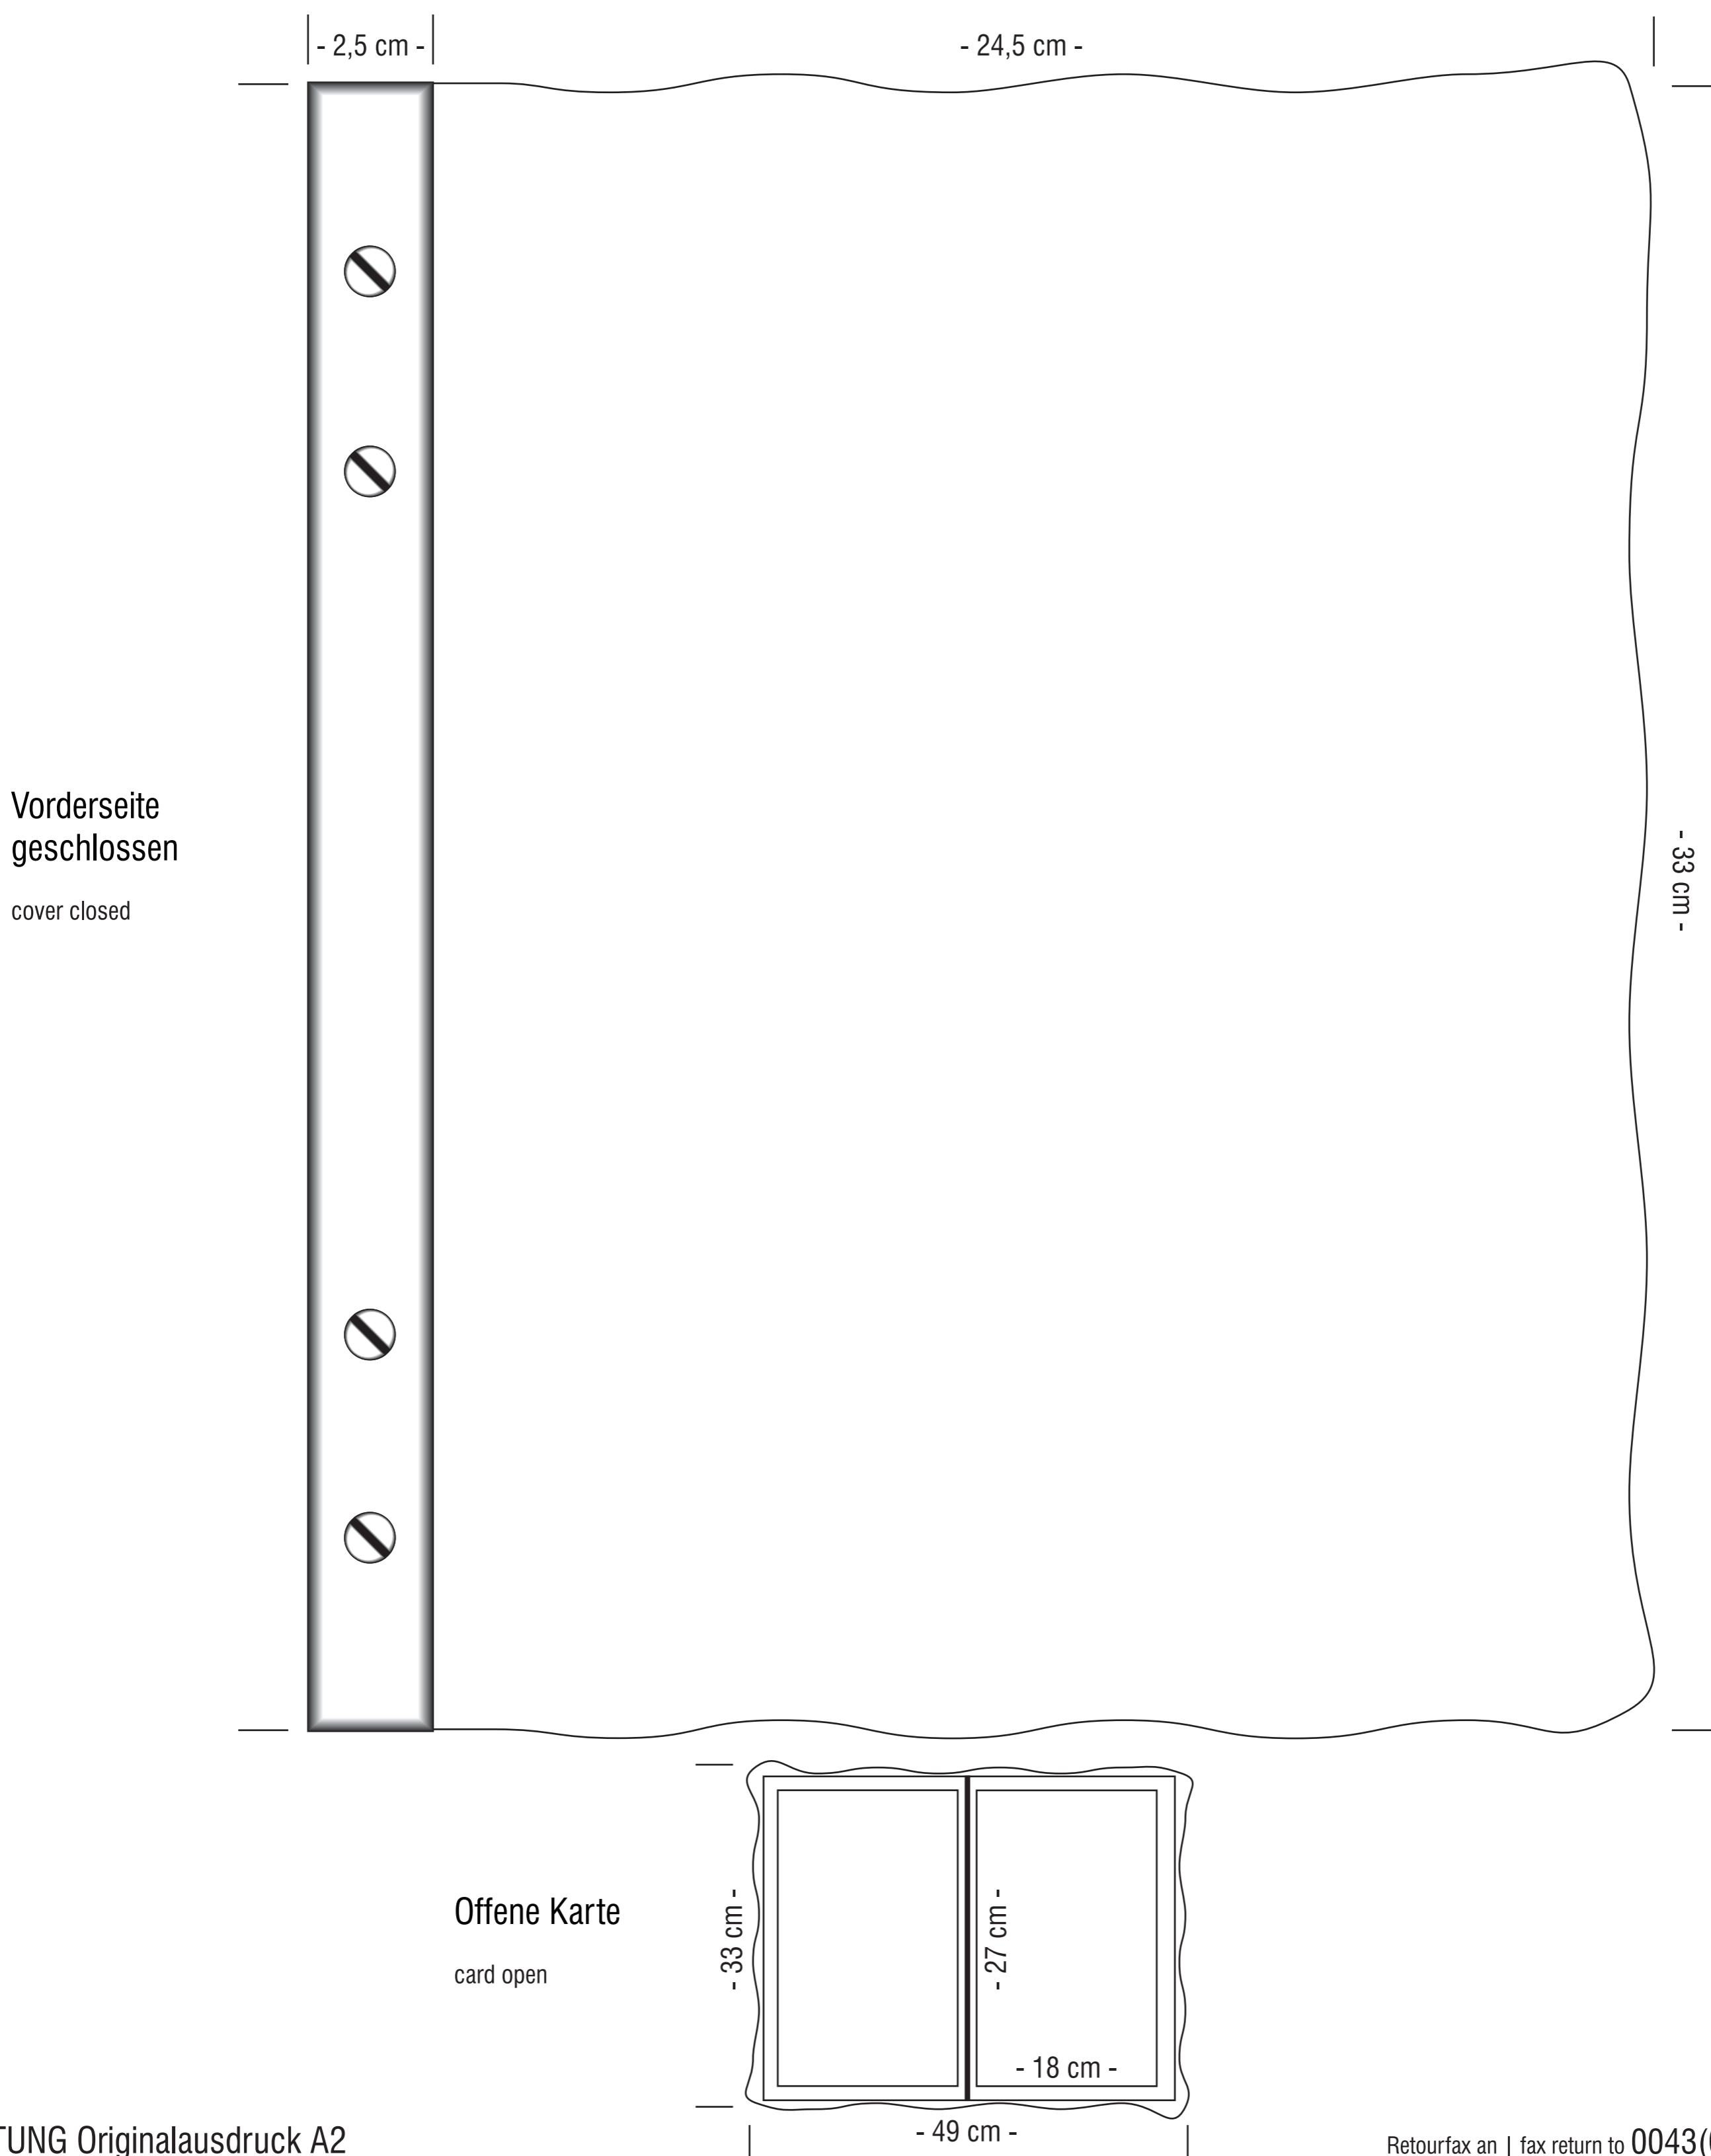 - 2,5 cm -
- 24,5 cm -
Vorderseite
geschlossen
cover closed
- 33 cm -
Offene Karte
card open
- 33 cm -
- 27 cm -
- 18 cm -
- 49 cm -
TUNG Originalausdruck A2
Retourfax an | fax return to 0043(